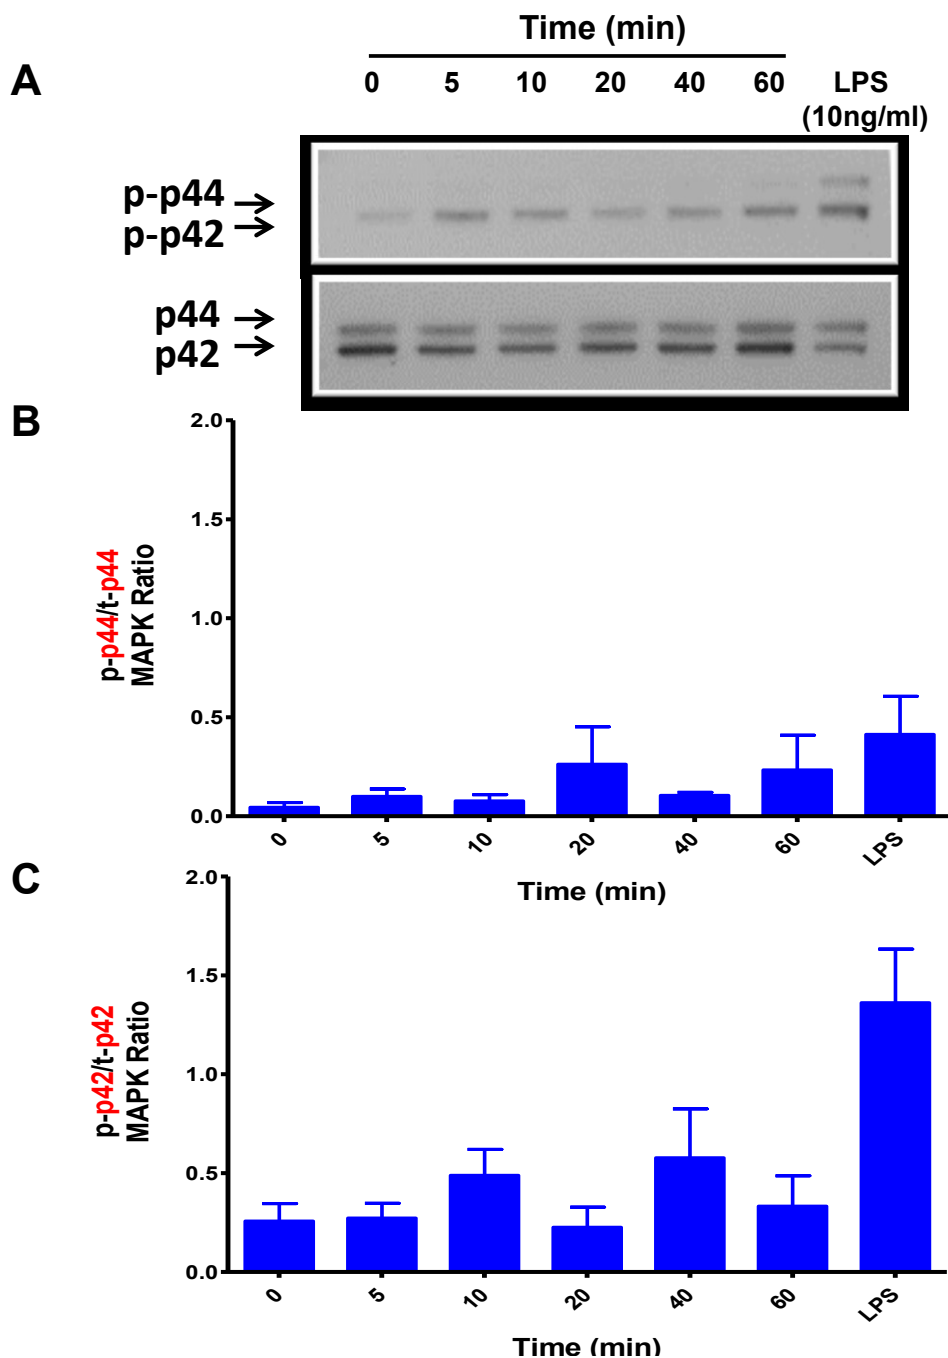 Time (min)
A
0 5 10 20 40 60 LPS
(10ng/ml)
p-p44
p-p42
p44
p42
B
2.0
1.5
1.0
0.5
0.0
p-p44/t-p44
MAPK Ratio
0 5 10 20 40 60 LPS
Time (min)
C
2.0
1.5
1.0
0.5
0.0
p-p42/t-p42
MAPK Ratio
0 5 10 20 40 60 LPS
Time (min)